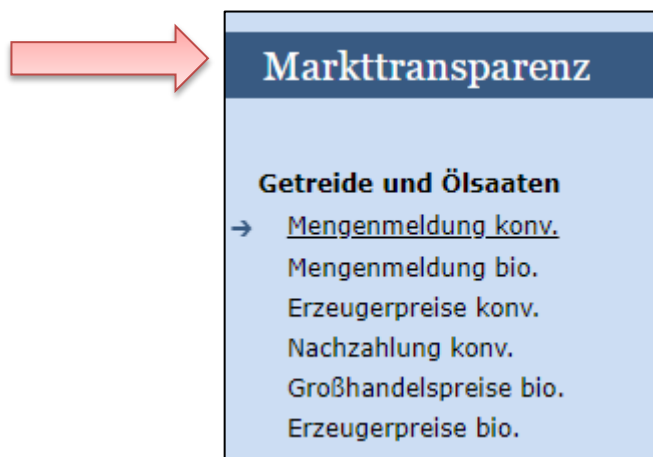 Markttransparenz
Getreide und Ölsaaten
Mengenmeldung konv.
Mengenmeldung bio.
Erzeugerpreise konv.
Nachzahlung konv.
Großhandelspreise bio.
Erzeugerpreise bio.